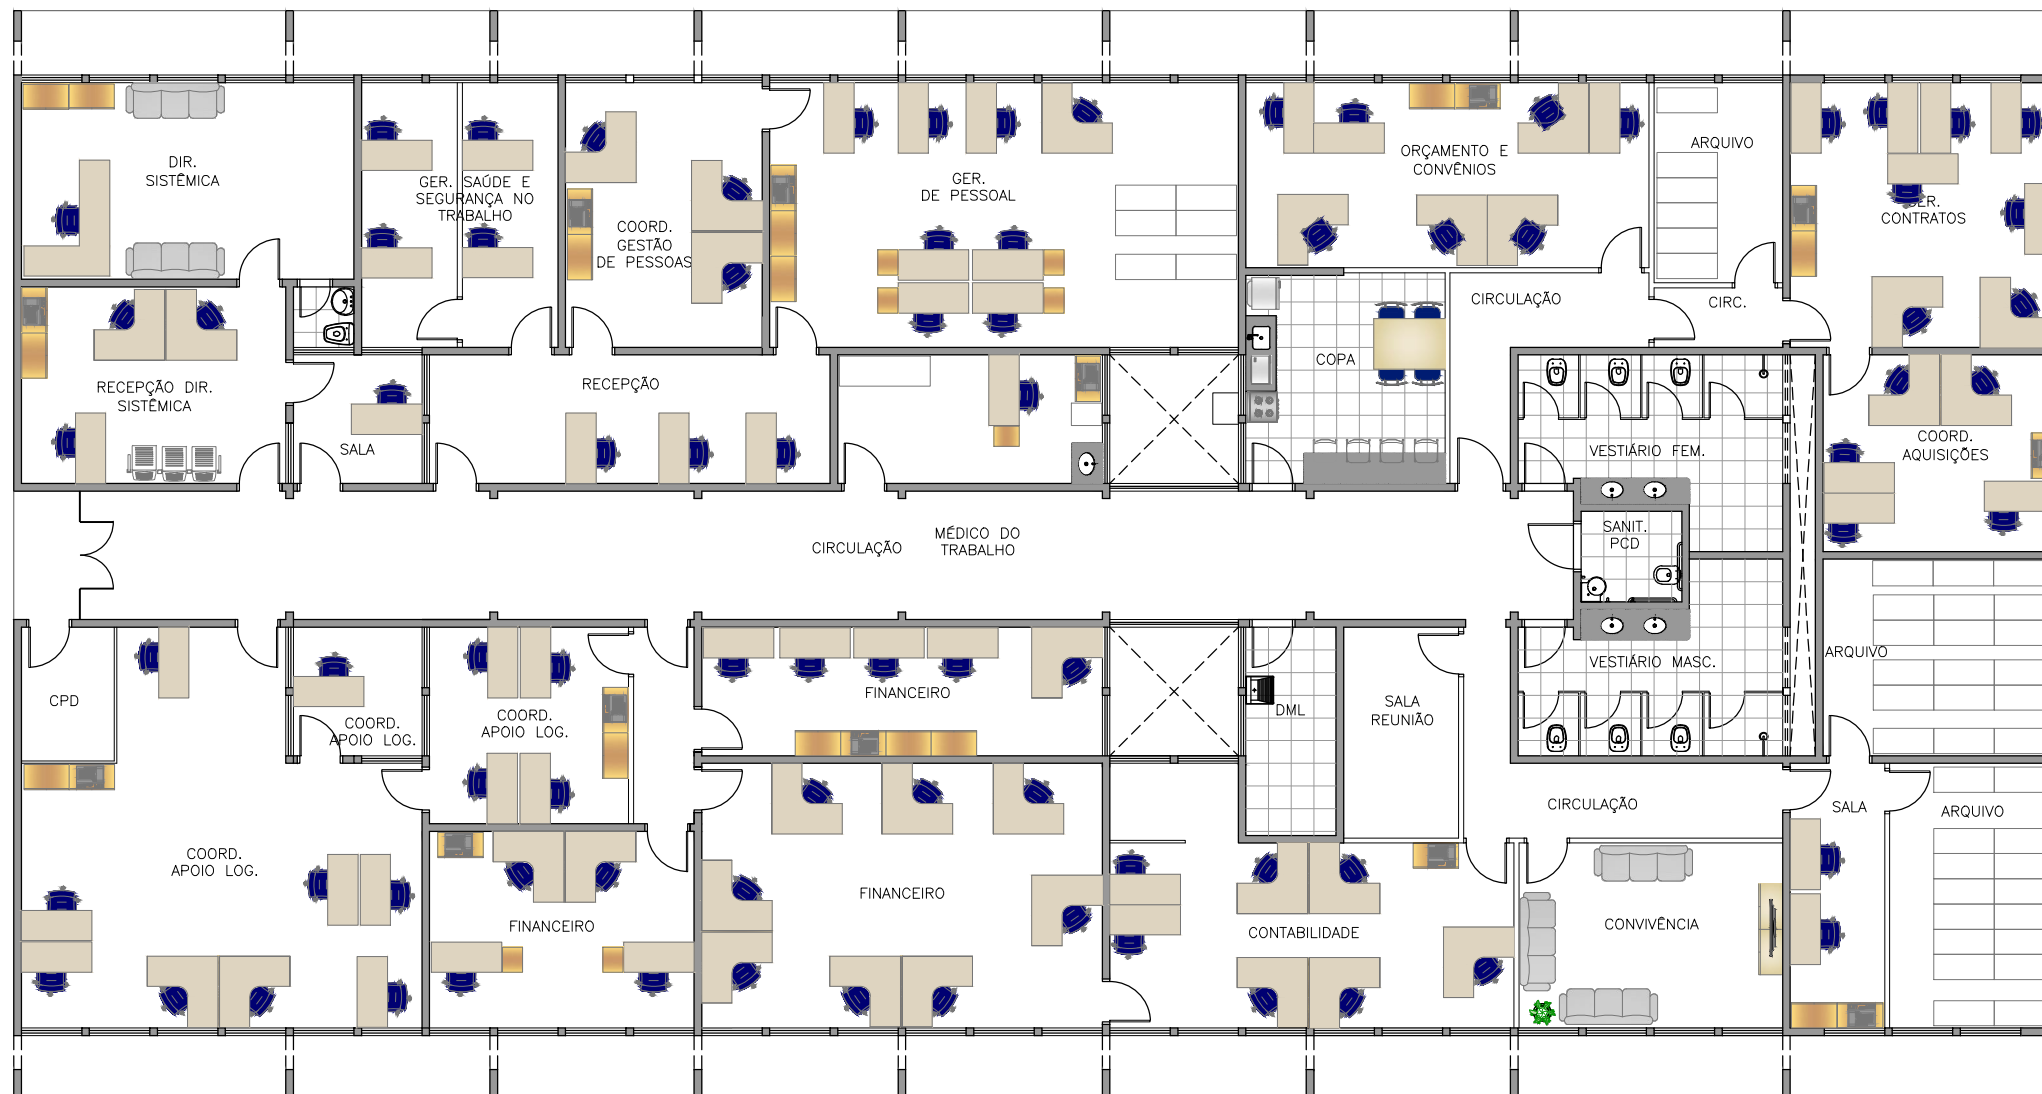 DIR.
SISTÊMICA
GER. SAÚDE E
SEGURANÇA NO
TRABALHO
COORD.
GESTÃO
DE PESSOAS
GER.
DE PESSOAL
ORÇAMENTO E
CONVÊNIOS
ARQUIVO
GER.
CONTRATOS
CIRCULAÇÃO
CIRC.
RECEPÇÃO DIR.
SISTÊMICA
SALA
RECEPÇÃO
COPA
VESTIÁRIO FEM.
COORD.
AQUISIÇÕES
CIRCULAÇÃO
MÉDICO DO
TRABALHO
SANIT.
PCD
CPD
COORD.
APOIO LOG.
COORD.
APOIO LOG.
FINANCEIRO
DML
SALA
REUNIÃO
VESTIÁRIO MASC.
ARQUIVO
COORD.
APOIO LOG.
FINANCEIRO
FINANCEIRO
CONTABILIDADE
CIRCULAÇÃO
CONVIVÊNCIA
SALA
ARQUIVO